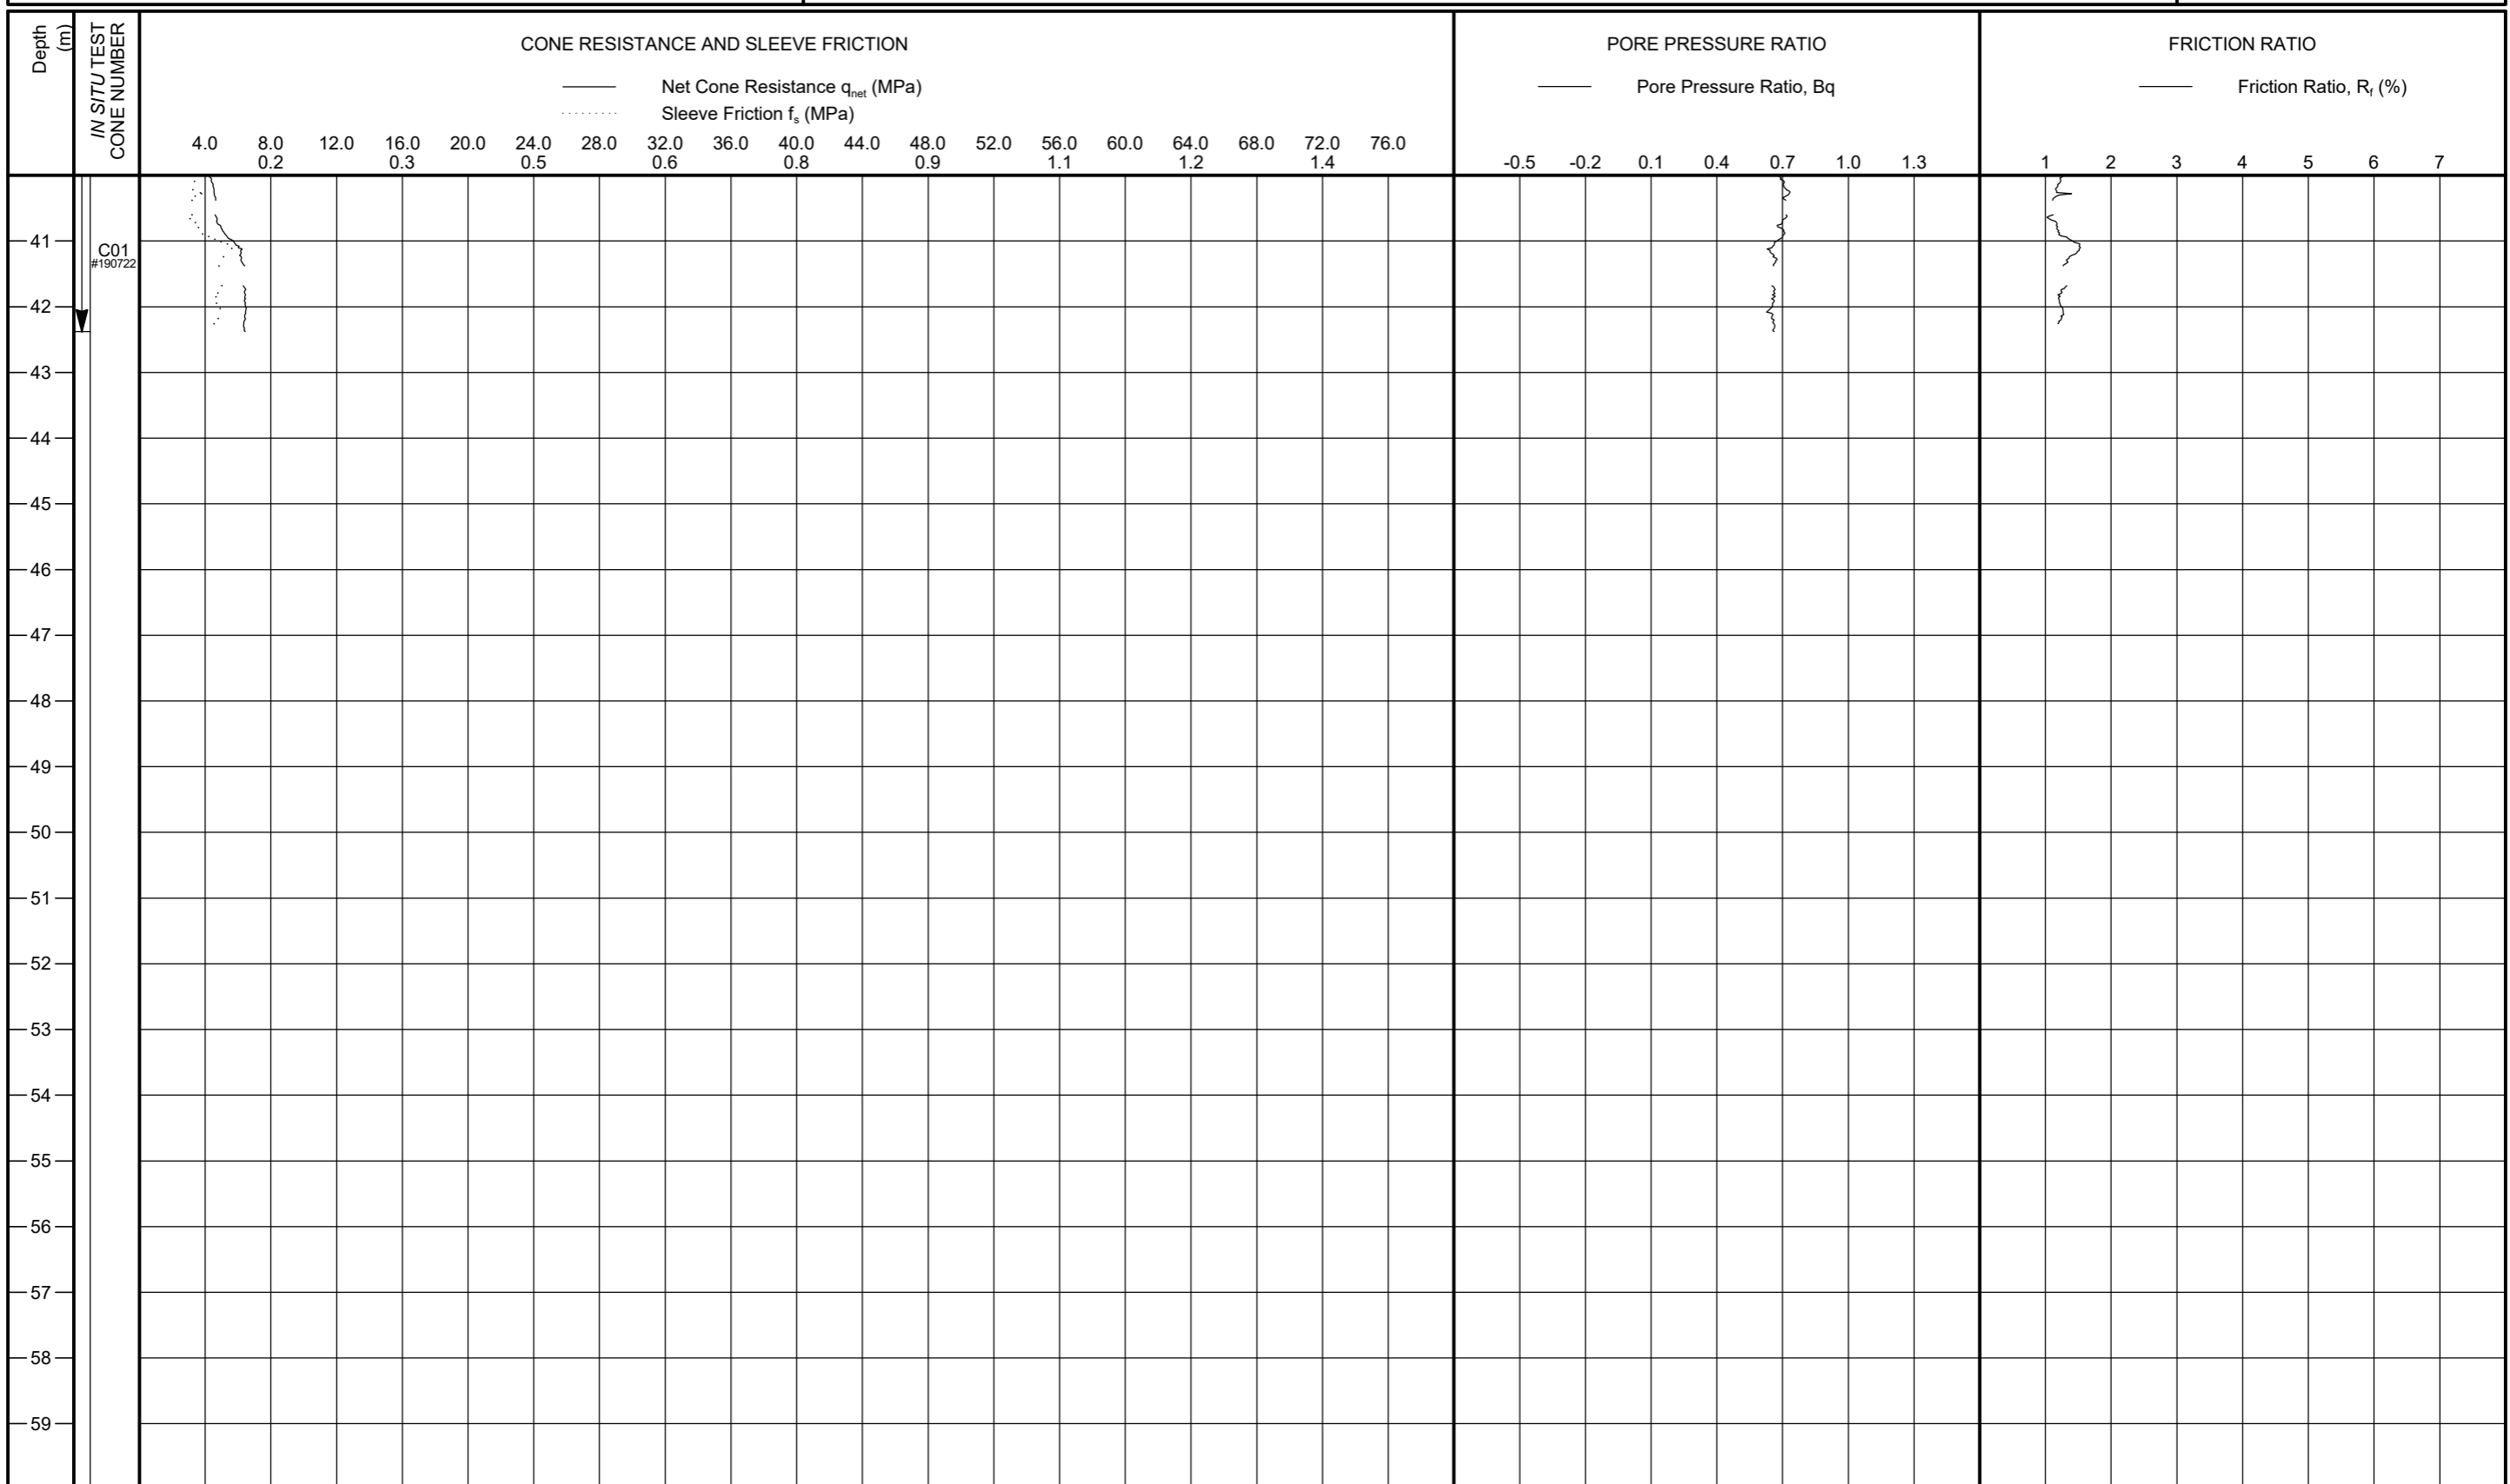 Depth
(m)
IN SITU TEST
CONE NUMBER
CONE RESISTANCE AND SLEEVE FRICTION
Net Cone Resistance qnet (MPa)
Sleeve Friction fs (MPa)
4.0 8.0 12.0 16.0 20.0 24.0 28.0 32.0 36.0 40.0 44.0 48.0 52.0 56.0 60.0 64.0 68.0 72.0 76.0
0.2 0.3 0.5 0.6 0.8 0.9 1.1 1.2 1.4
PORE PRESSURE RATIO
Pore Pressure Ratio, Bq
-0.5 -0.2 0.1 0.4 0.7 1.0 1.3
FRICTION RATIO
Friction Ratio, Rf (%)
1 2 3 4 5 6 7
41
C01
#190722
42
43
44
45
46
47
48
49
50
51
52
53
54
55
56
57
58
59